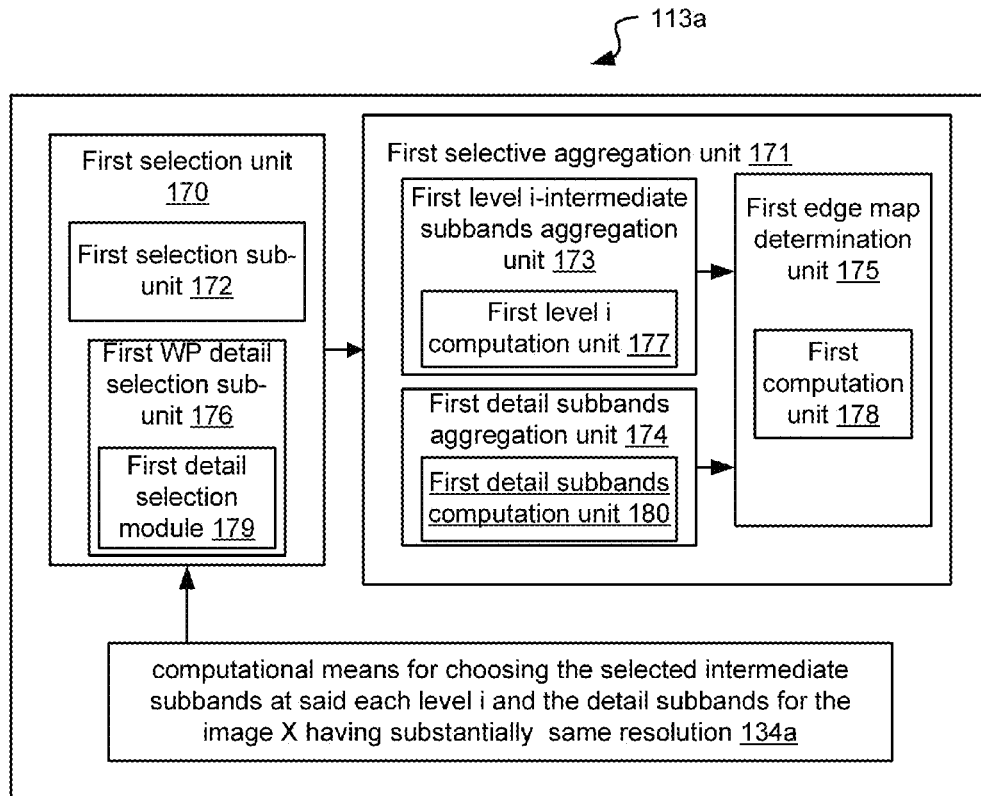 113a
First selection unit
170
First selection sub-
unit 172
First WP detail
selection sub-
unit 176
First detail
selection
module 179
First selective aggregation unit 171
First level i-intermediate
subbands aggregation
unit 173
First level i
computation unit 177
First detail subbands
aggregation unit 174
First detail subbands
computation unit 180
First edge map
determination
unit 175
First
computation
unit 178
computational means for choosing the selected intermediate
subbands at said each level i and the detail subbands for the
image X having substantially same resolution 134a